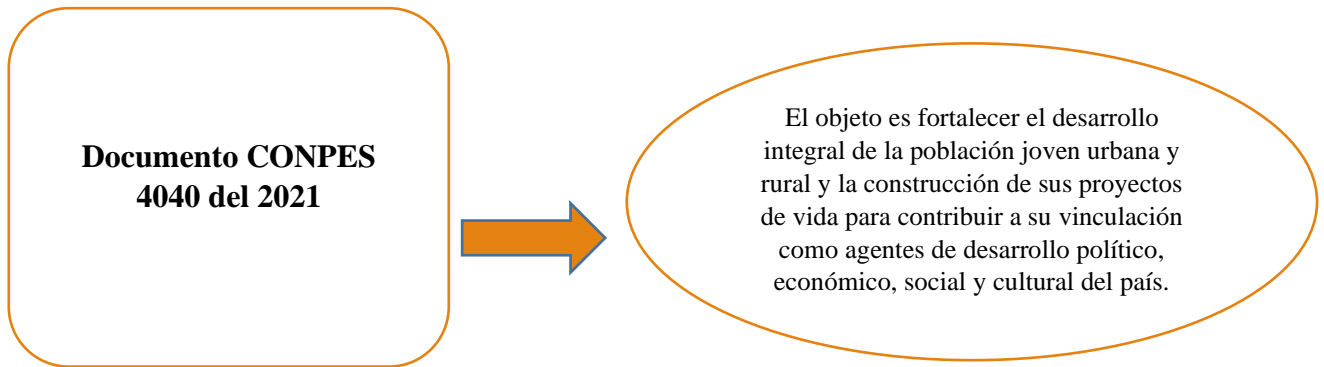 Documento CONPES
4040 del 2021
El objeto es fortalecer el desarrollo
integral de la población joven urbana y
rural y la construcción de sus proyectos
de vida para contribuir a su vinculación
como agentes de desarrollo político,
económico, social y cultural del país.